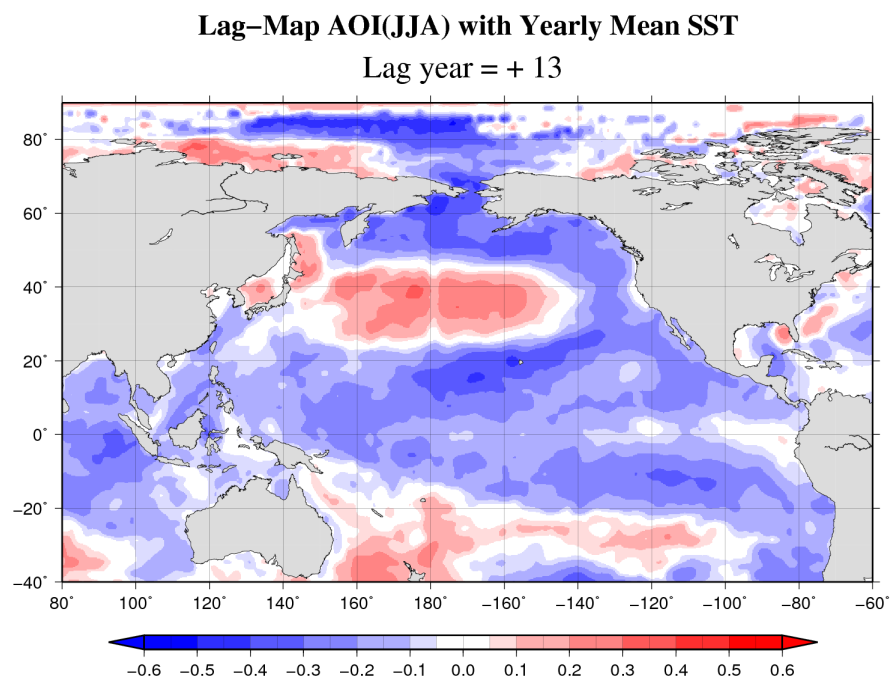 Lag−Map AOI(JJA) with Yearly Mean SST
Lag year = + 13
80˚
60˚
40˚
20˚
0˚
−20˚
−40˚
80 100 120 140 160 180 −160˚ −140˚ −120˚ −100˚ −80˚ −60˚
−0.6 −0.5 −0.4 −0.3 −0.2 −0.1 0.0 0.1 0.2 0.3 0.4 0.5 0.6